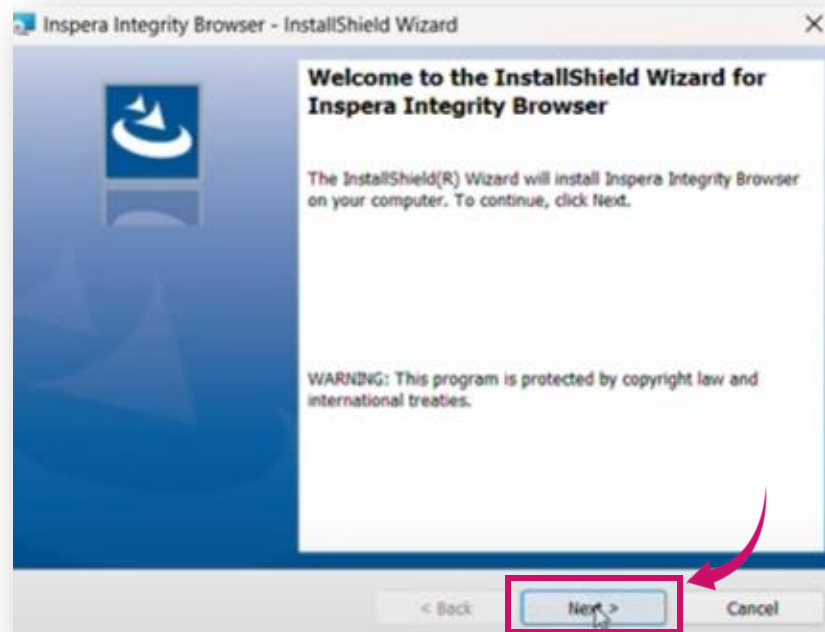 Inspera Integrity Browser - InstallShield Wizard
Welcome to the InstallShield Wizard for
Inspera Integrity Browser
The InstallShield(R) Wizard will install Inspera Integrity Browser
on your computer. To continue, click Next.
WARNING: This program is protected by copyright law and
international treaties.
< Back
Next >
Cancel